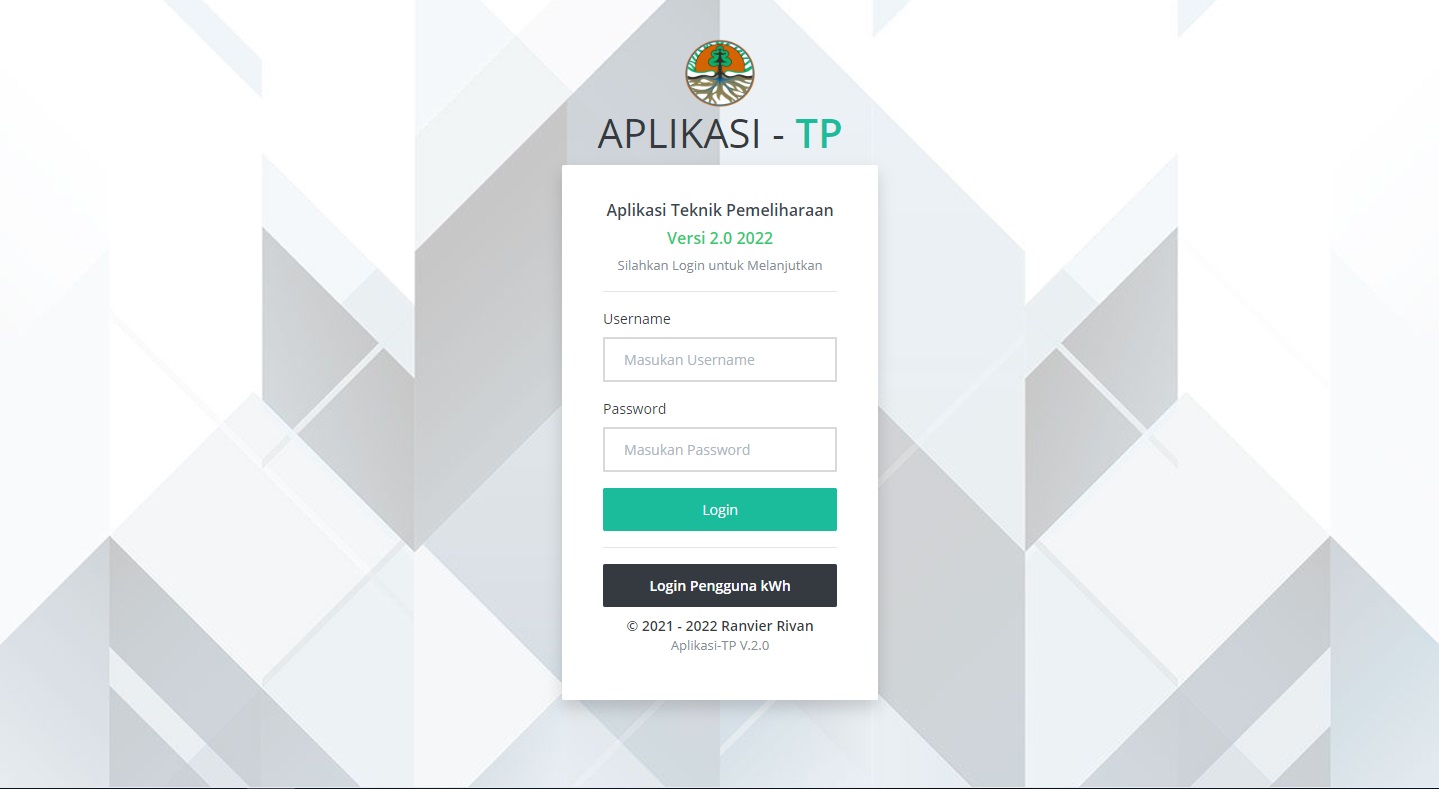 APLIKASI - TP
Aplikasi Teknik Pemeliharaan
Versi 2.0 2022
Silahkan Login untuk Melanjutkan
Username
Masukan Username
Password
Masukan Password
Login
Login Pengguna kWh
© 2021 - 2022 Ranvier Rivan
Aplikasi-TP V.2.0